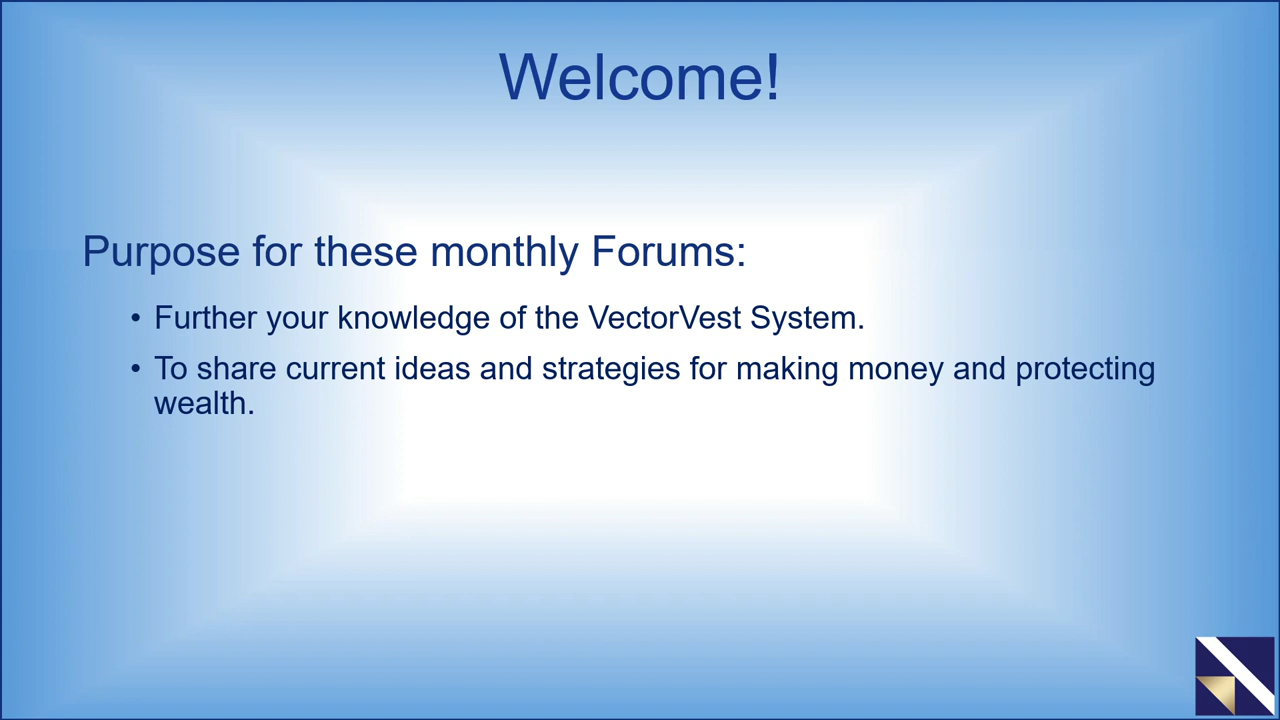 Welcome!
Purpose for these monthly Forums:
• Further your knowledge of the VectorVest System.
• To share current ideas and strategies for making money and protecting
wealth.